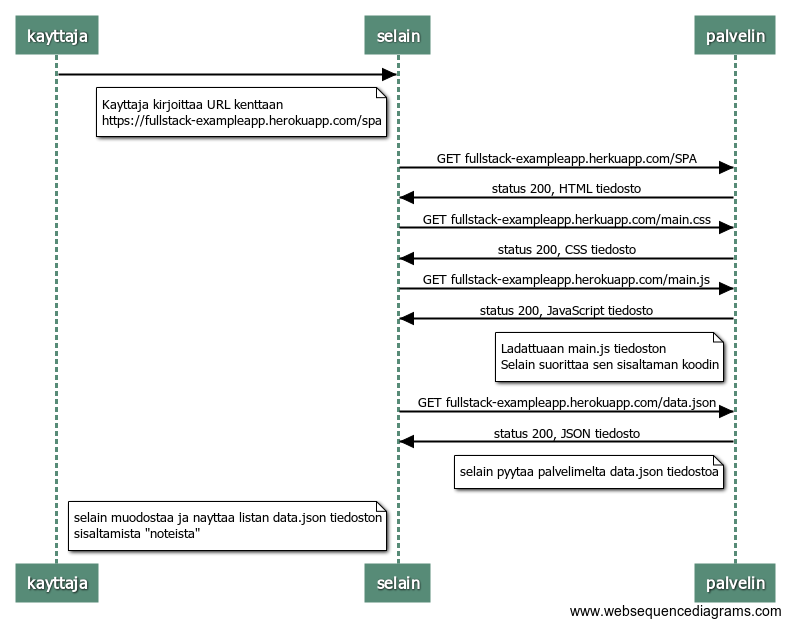 kayttaja
selain
palvelin
Kayttaja kirjoittaa URL kenttaan
https://fullstack-exampleapp.herokuapp.com/spa
GET fullstack-exampleapp.herkuapp.com/SPA
status 200, HTML tiedosto
GET fullstack-exampleapp.herkuapp.com/main.css
status 200, CSS tiedosto
GET fullstack-exampleapp.herokuapp.com/main.js
status 200, JavaScript tiedosto
Ladattuaan main.js tiedoston
Selain suorittaa sen sisaltaman koodin
GET fullstack-exampleapp.herokuapp.com/data.json
status 200, JSON tiedosto
selain pyytaa palvelimelta data.json tiedostoa
selain muodostaa ja nayttaa listan data.json tiedoston
sisaltamista "noteista"
kayttaja
selain
palvelin
www.websequencediagrams.com